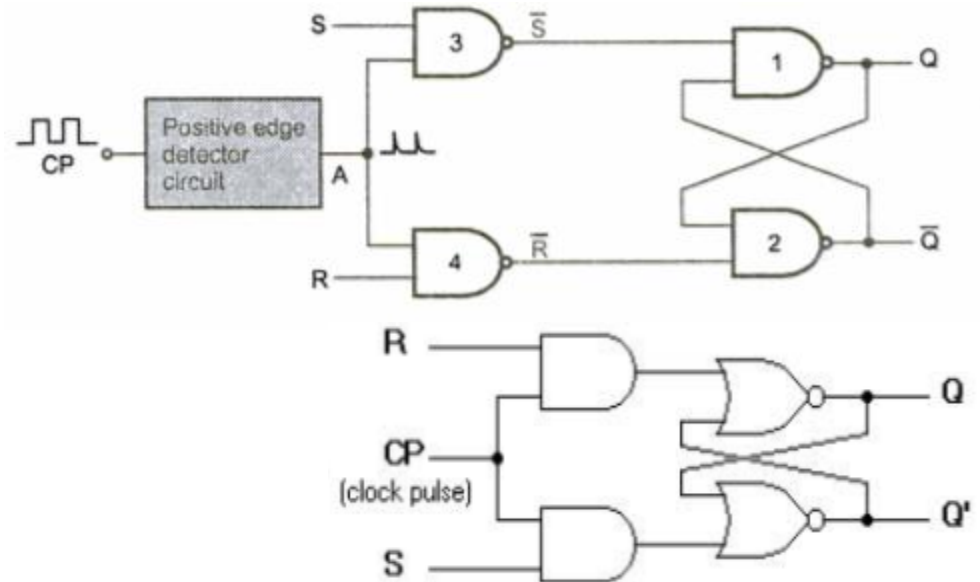 S
3
S̅
1
Q
CP
Positive edge
detector
circuit
A
R
4
R̅
2
Q̅
R
Q
CP
(clock pulse)
S
Q'